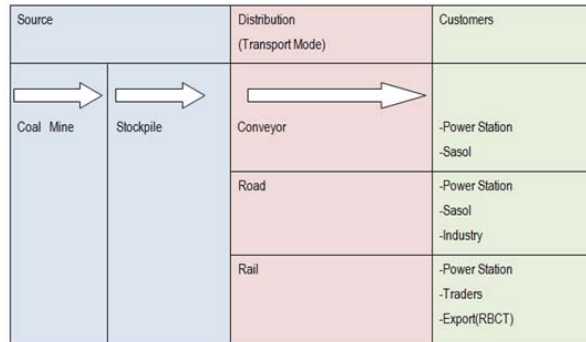 Source
Distribution
(Transport Mode)
Customers
Coal Mine
Stockpile
Conveyor
-Power Station
-Sasol
Road
-Power Station
-Sasol
-Industry
Rail
-Power Station
-Traders
-Export(RBCT)